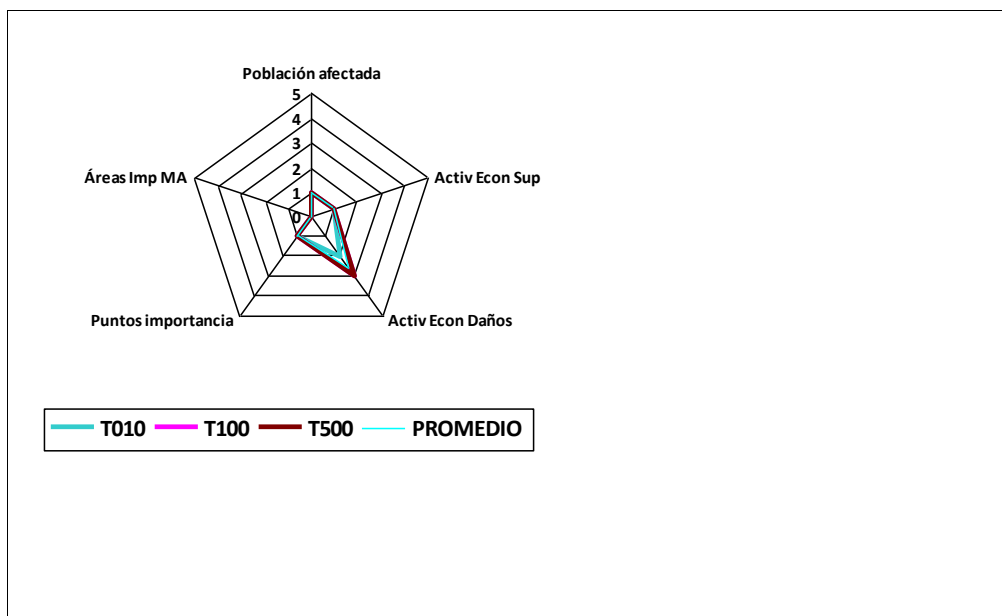 Población afectada
5
4
3
2
1
0
Áreas Imp MA
Activ Econ Sup
Puntos importancia
Activ Econ Daños
T010 T100 T500 PROMEDIO